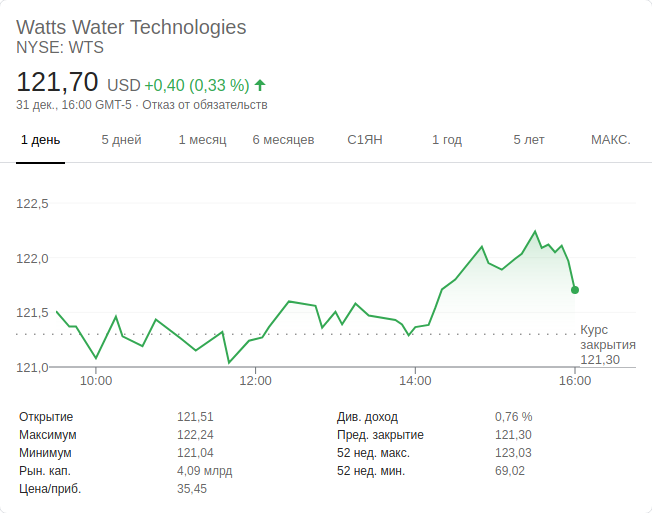 Watts Water Technologies
NYSE: WTS
121,70 USD +0,40 (0,33 %)
31 дек., 16:00 GMT-5 · Отказ от обязательств
1 день 5 дней 1 месяц 6 месяцев С1ЯН 1 год 5 лет МАКС.
122,5
122,0
121,5
121,0
Курс
закрытия
121,30
10:00 12:00 14:00 16:00
Открытие 121,51 Див. доход 0,76 %
Максимум 122,24 Пред. закрытие 121,30
Минимум 121,04 52 нед. макс. 123,03
Рын. кап. 4,09 млрд 52 нед. мин. 69,02
Цена/приб. 35,45